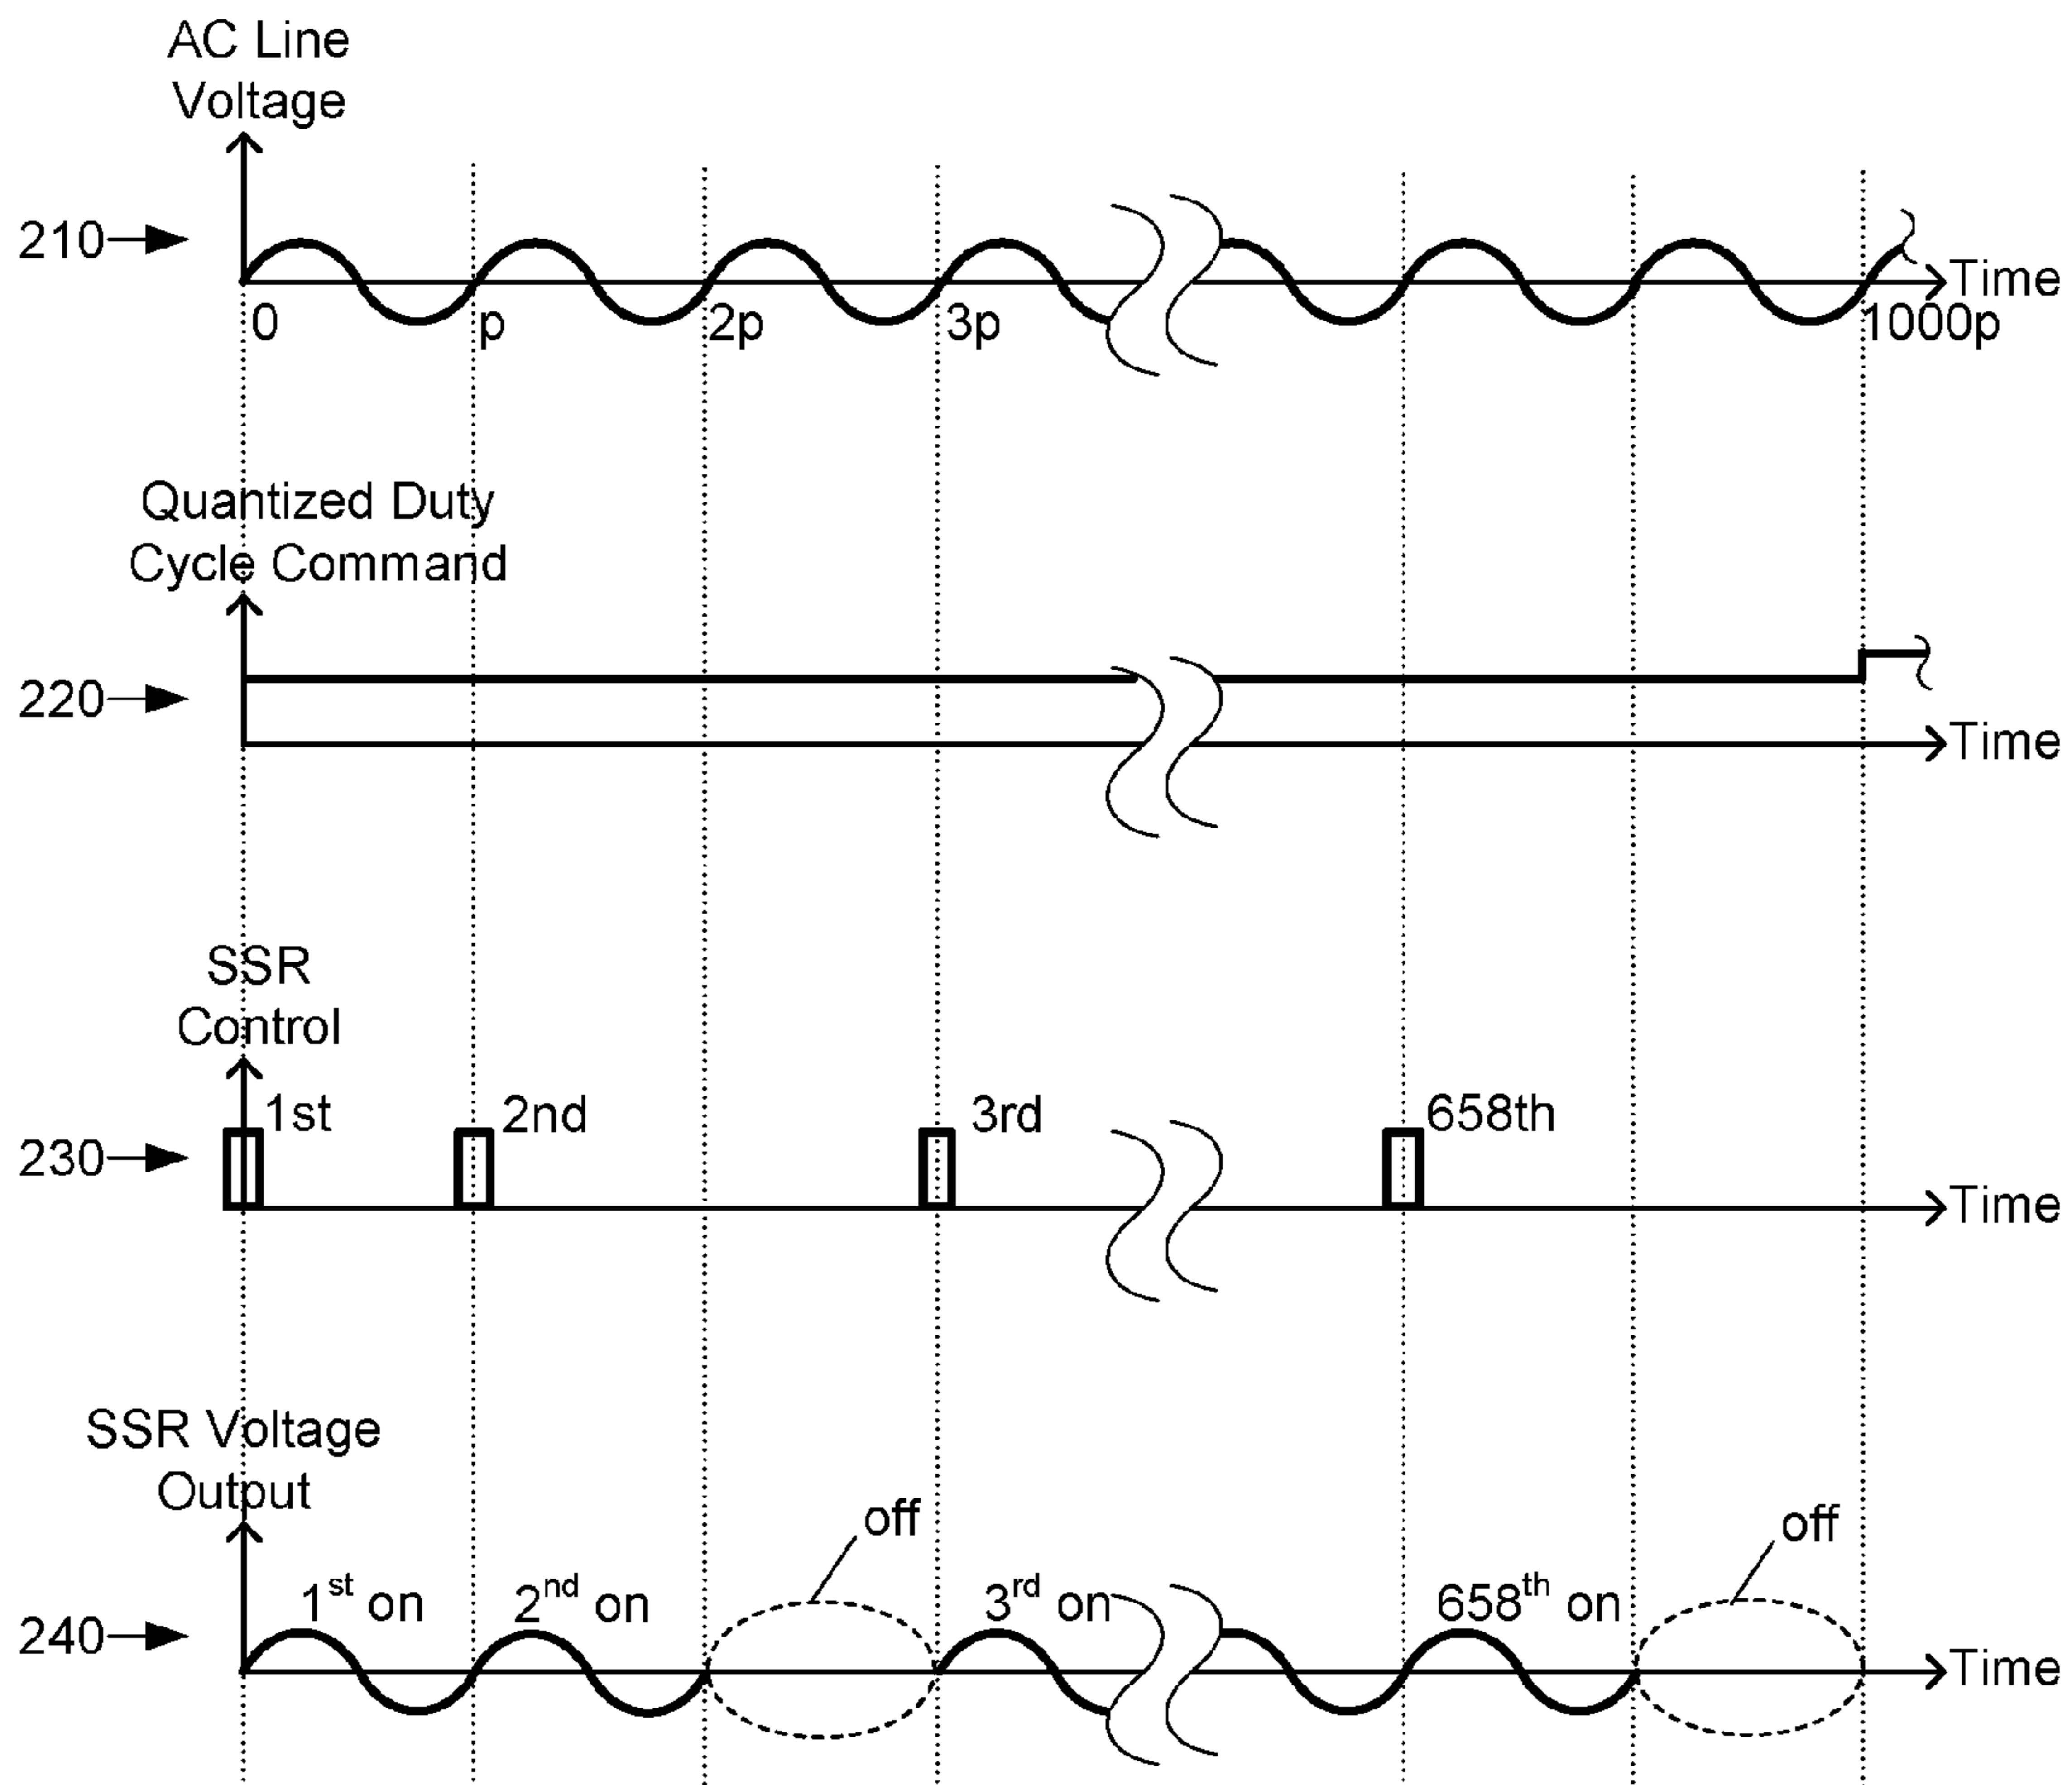 AC Line
Voltage
210
Time
0 p 2p 3p 1000p
Quantized Duty
Cycle Command
220
Time
SSR
Control
1st 2nd 3rd 658th
230
Time
SSR Voltage
Output
off off
1st on 2nd on 3rd on 658th on
240
Time